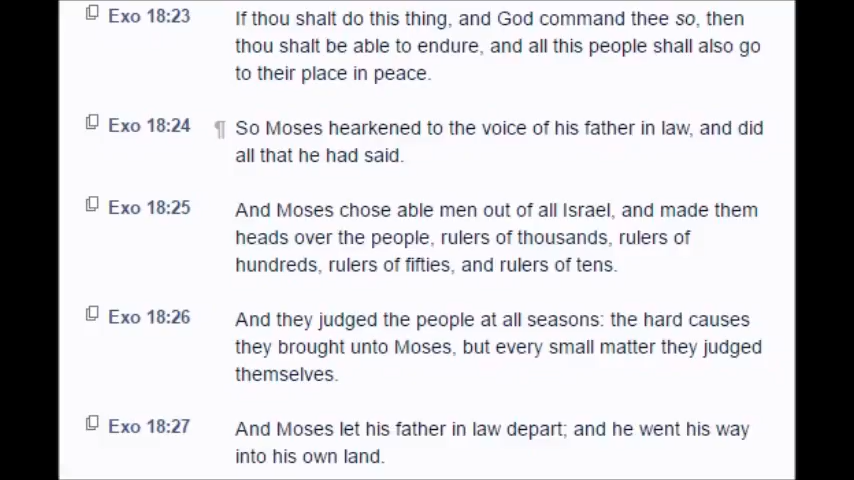 Exo 18:23 If thou shalt do this thing, and God command thee so, then
thou shalt be able to endure, and all this people shall also go
to their place in peace.
Exo 18:24 ¶ So Moses hearkened to the voice of his father in law, and did
all that he had said.
Exo 18:25 And Moses chose able men out of all Israel, and made them
heads over the people, rulers of thousands, rulers of
hundreds, rulers of fifties, and rulers of tens.
Exo 18:26 And they judged the people at all seasons: the hard causes
they brought unto Moses, but every small matter they judged
themselves.
Exo 18:27 And Moses let his father in law depart; and he went his way
into his own land.